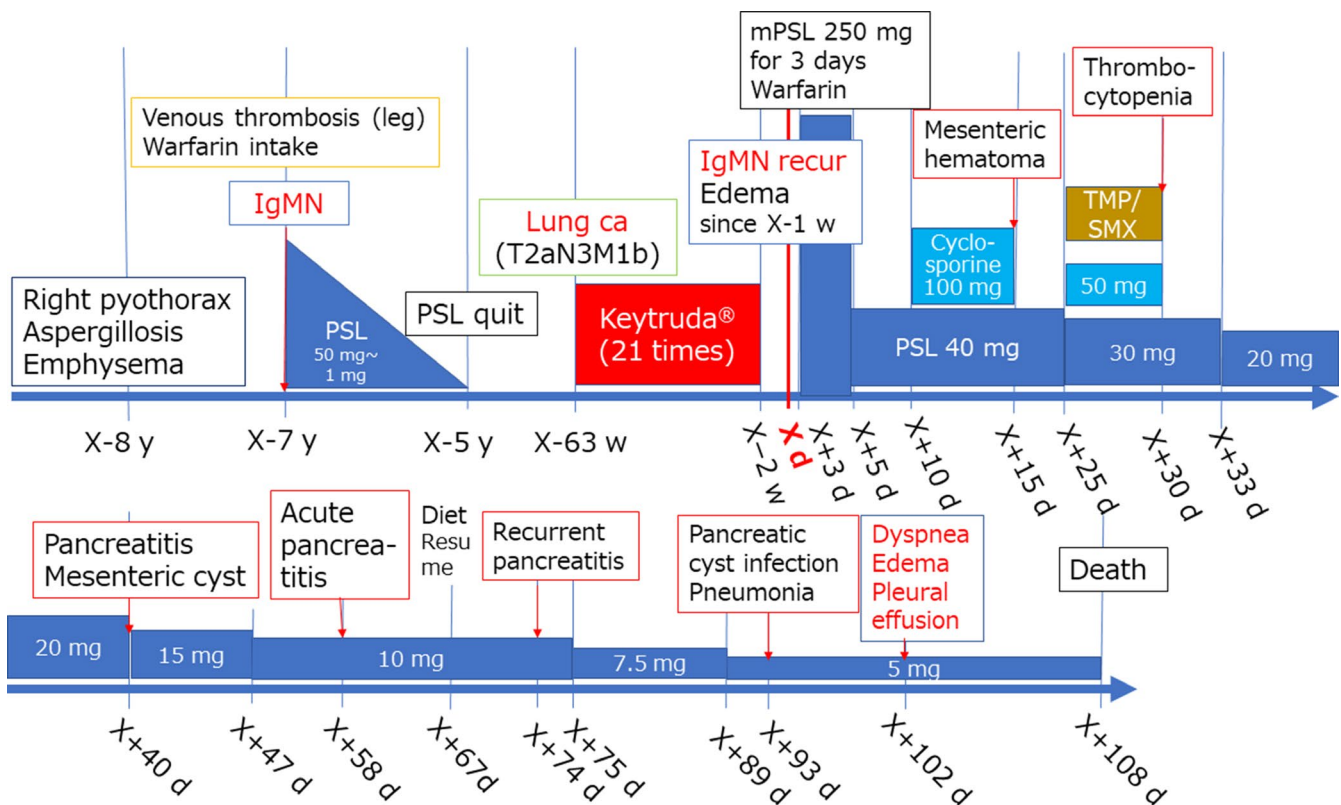 mPSL 250 mg
for 3 days
Warfarin
Thrombo-
cytopenia
Venous thrombosis (leg)
Warfarin intake
Mesenteric
hematoma
IgMN
IgMN recur
Edema
since X-1 w
Lung ca
(T2aN3M1b)
TMP/
SMX
Cyclo-
sporine
100 mg
50 mg
Right pyothorax
Aspergillosis
Emphysema
PSL
50 mg~
1 mg
PSL quit
Keytruda®
(21 times)
PSL 40 mg
30 mg
20 mg
X-8 y
X-7 y
X-5 y
X-63 w
X-2 w
X d
X+3 d
X+5 d
X+10 d
X+15 d
X+25 d
X+30 d
X+33 d
Pancreatitis
Mesenteric cyst
Acute
pancrea-
titis
Diet
Resu
me
Recurrent
pancreatitis
Pancreatic
cyst infection
Pneumonia
Dyspnea
Edema
Pleural
effusion
Death
20 mg
15 mg
10 mg
7.5 mg
5 mg
X+40 d
X+47 d
X+58 d
X+67d
X+74 d
X+75 d
X+89 d
X+93 d
X+102 d
X+108 d